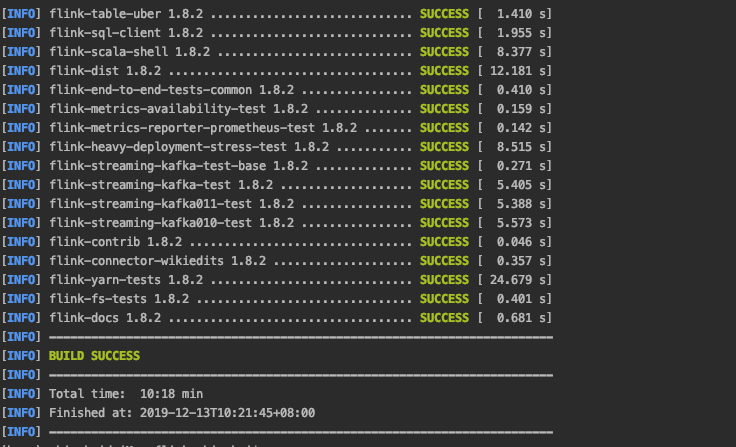 [INFO] flink-table-uber 1.8.2 ............................. SUCCESS [  1.410 s]
[INFO] flink-sql-client 1.8.2 ............................. SUCCESS [  1.955 s]
[INFO] flink-scala-shell 1.8.2 ............................ SUCCESS [  8.377 s]
[INFO] flink-dist 1.8.2 ................................... SUCCESS [ 12.181 s]
[INFO] flink-end-to-end-tests-common 1.8.2 ................ SUCCESS [  0.410 s]
[INFO] flink-metrics-availability-test 1.8.2 .............. SUCCESS [  0.159 s]
[INFO] flink-metrics-reporter-prometheus-test 1.8.2 ....... SUCCESS [  0.142 s]
[INFO] flink-heavy-deployment-stress-test 1.8.2 ........... SUCCESS [  8.515 s]
[INFO] flink-streaming-kafka-test-base 1.8.2 .............. SUCCESS [  0.271 s]
[INFO] flink-streaming-kafka-test 1.8.2 ................... SUCCESS [  5.405 s]
[INFO] flink-streaming-kafka011-test 1.8.2 ................ SUCCESS [  5.388 s]
[INFO] flink-streaming-kafka010-test 1.8.2 ................ SUCCESS [  5.573 s]
[INFO] flink-contrib 1.8.2 ................................ SUCCESS [  0.046 s]
[INFO] flink-connector-wikiedits 1.8.2 .................... SUCCESS [  0.357 s]
[INFO] flink-yarn-tests 1.8.2 ............................. SUCCESS [ 24.679 s]
[INFO] flink-fs-tests 1.8.2 ............................... SUCCESS [  0.401 s]
[INFO] flink-docs 1.8.2 ................................... SUCCESS [  0.681 s]
[INFO] ------------------------------------------------------------------------
[INFO] BUILD SUCCESS
[INFO] ------------------------------------------------------------------------
[INFO] Total time:  10:18 min
[INFO] Finished at: 2019-12-13T10:21:45+08:00
[INFO] ------------------------------------------------------------------------